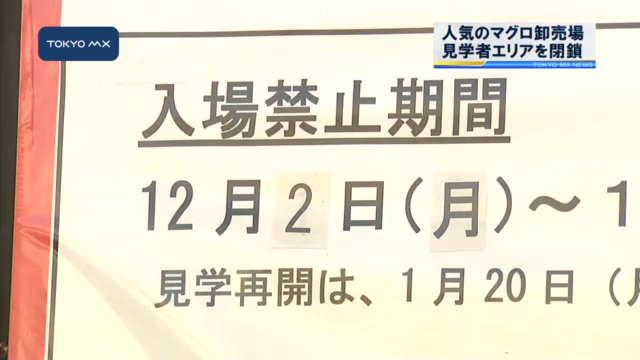 TOKYO MX
人気のマグロ卸売場
見学者エリアを閉鎖
TOKYO MX NEWS
入場禁止期間
12月2日(月)～1
見学再開は、1月20日(月